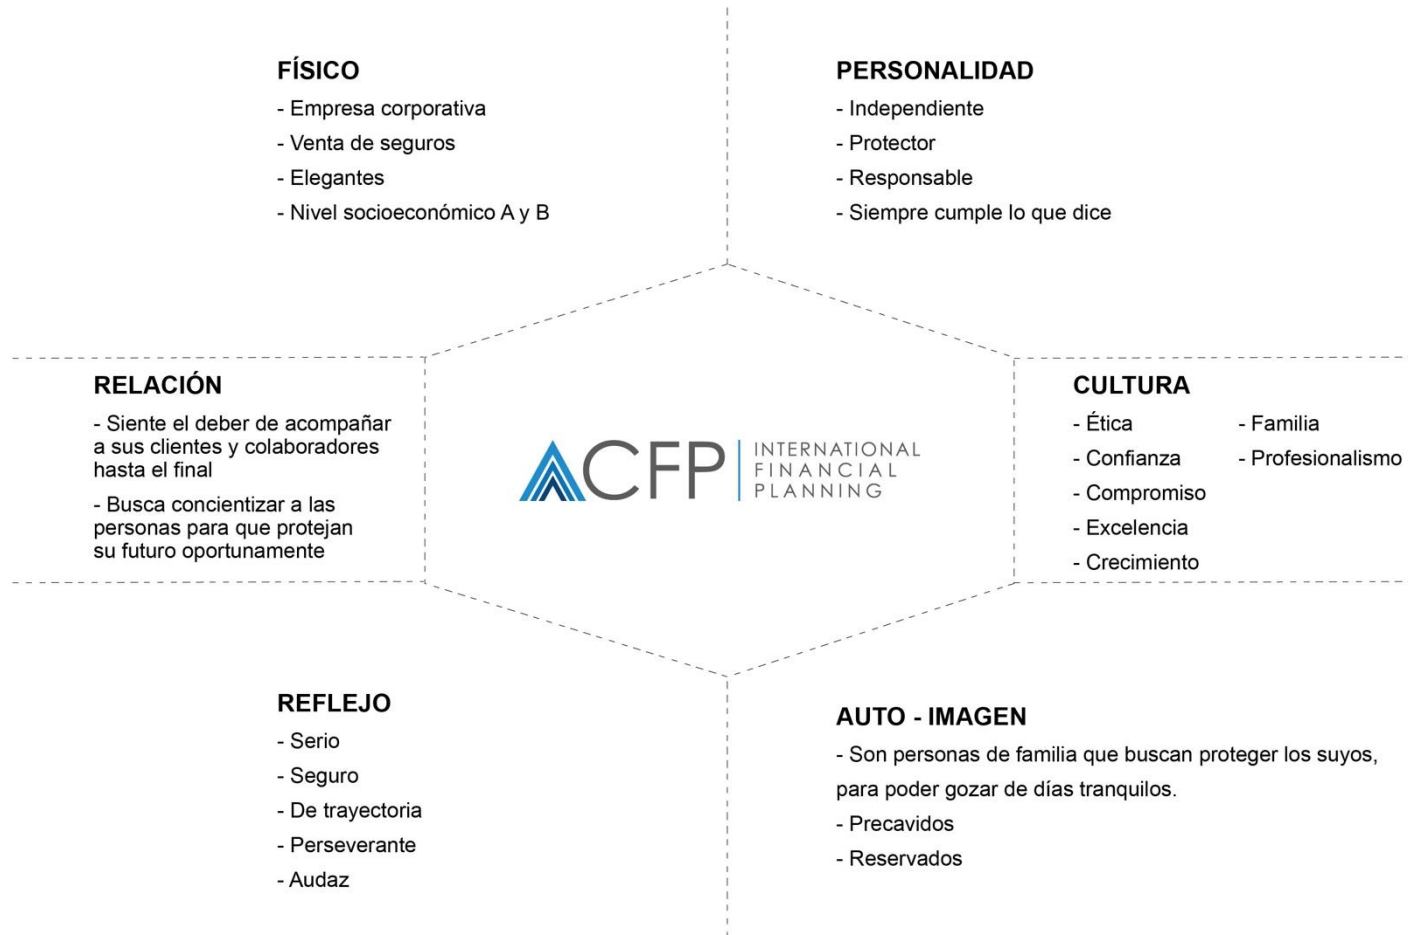 FÍSICO
- Empresa corporativa
- Venta de seguros
- Elegantes
- Nivel socioeconómico A y B
PERSONALIDAD
- Independiente
- Protector
- Responsable
- Siempre cumple lo que dice
RELACIÓN
- Siente el deber de acompañar
a sus clientes y colaboradores
hasta el final
- Busca concientizar a las
personas para que protejan
su futuro oportunamente
ACFP
INTERNATIONAL
FINANCIAL
PLANNING
CULTURA
- Ética
- Confianza
- Compromiso
- Excelencia
- Crecimiento
- Familia
- Profesionalismo
REFLEJO
- Serio
- Seguro
- De trayectoria
- Perseverante
- Audaz
AUTO - IMAGEN
- Son personas de familia que buscan proteger los suyos,
para poder gozar de días tranquilos.
- Precavidos
- Reservados